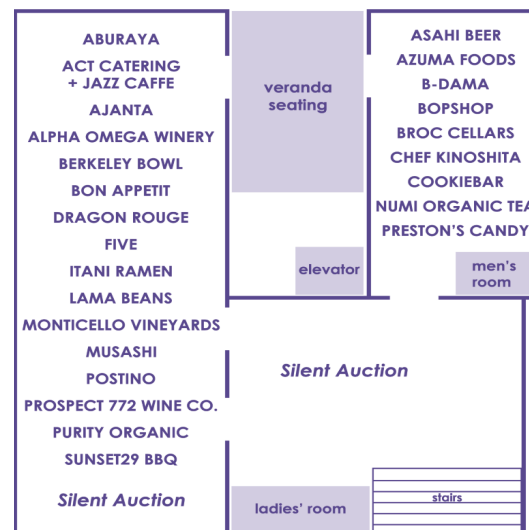 ABURAYA
ACT CATERING
+ JAZZ CAFFE
AJANTA
ALPHA OMEGA WINERY
BERKELEY BOWL
BON APPETIT
DRAGON ROUGE
FIVE
ITANI RAMEN
LAMA BEANS
MONTICELLO VINEYARDS
MUSASHI
POSTINO
PROSPECT 772 WINE CO.
PURITY ORGANIC
SUNSET29 BBQ
Silent Auction
veranda
seating
elevator
ASAHI BEER
AZUMA FOODS
B-DAMA
BOPSHOP
BROC CELLARS
CHEF KINOSHITA
COOKIEBAR
NUMI ORGANIC TEA
PRESTON'S CANDY
men's
room
Silent Auction
ladies' room
stairs